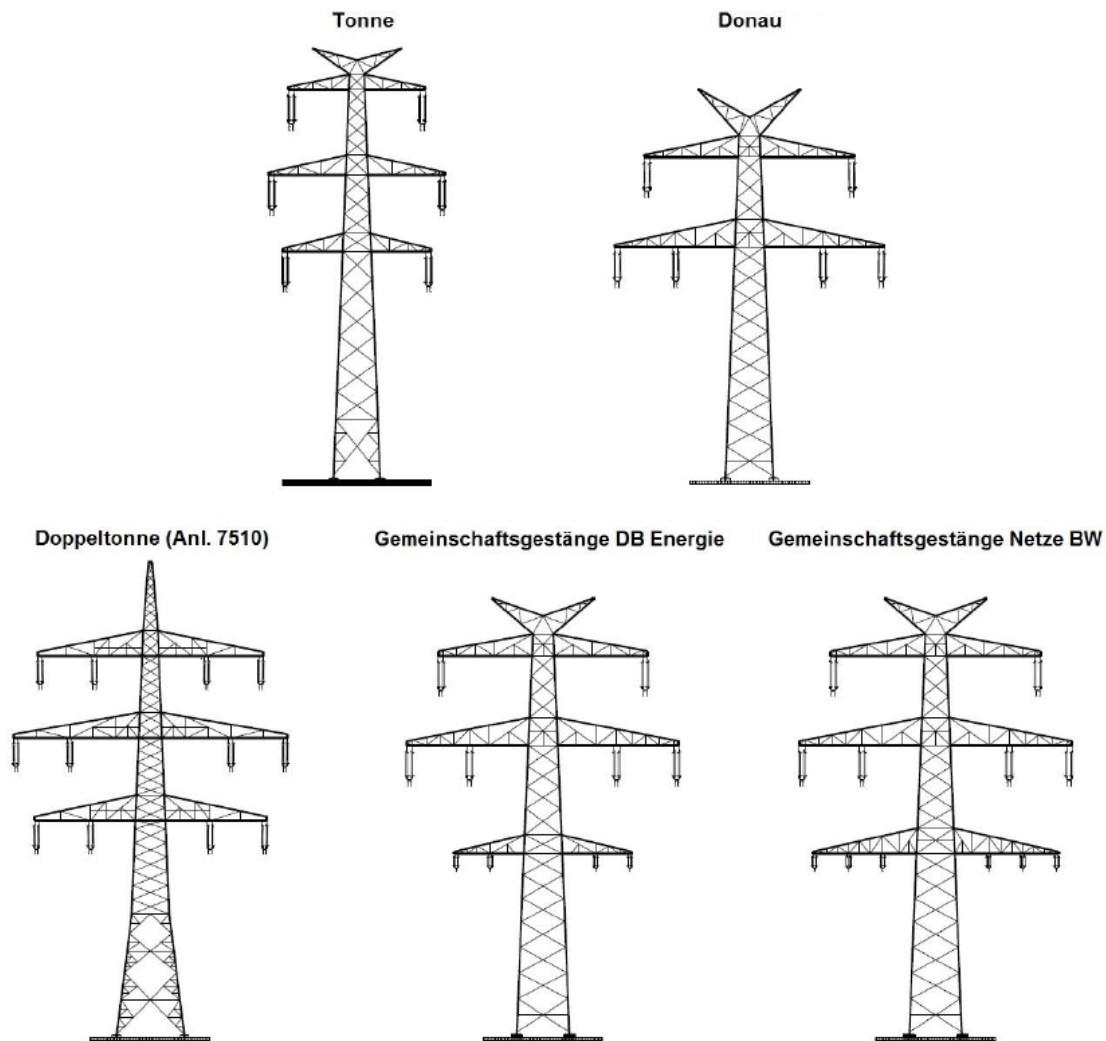 Tonne
Donau
Doppeltonne (Anl. 7510)
Gemeinschaftsgestänge DB Energie
Gemeinschaftsgestänge Netze BW